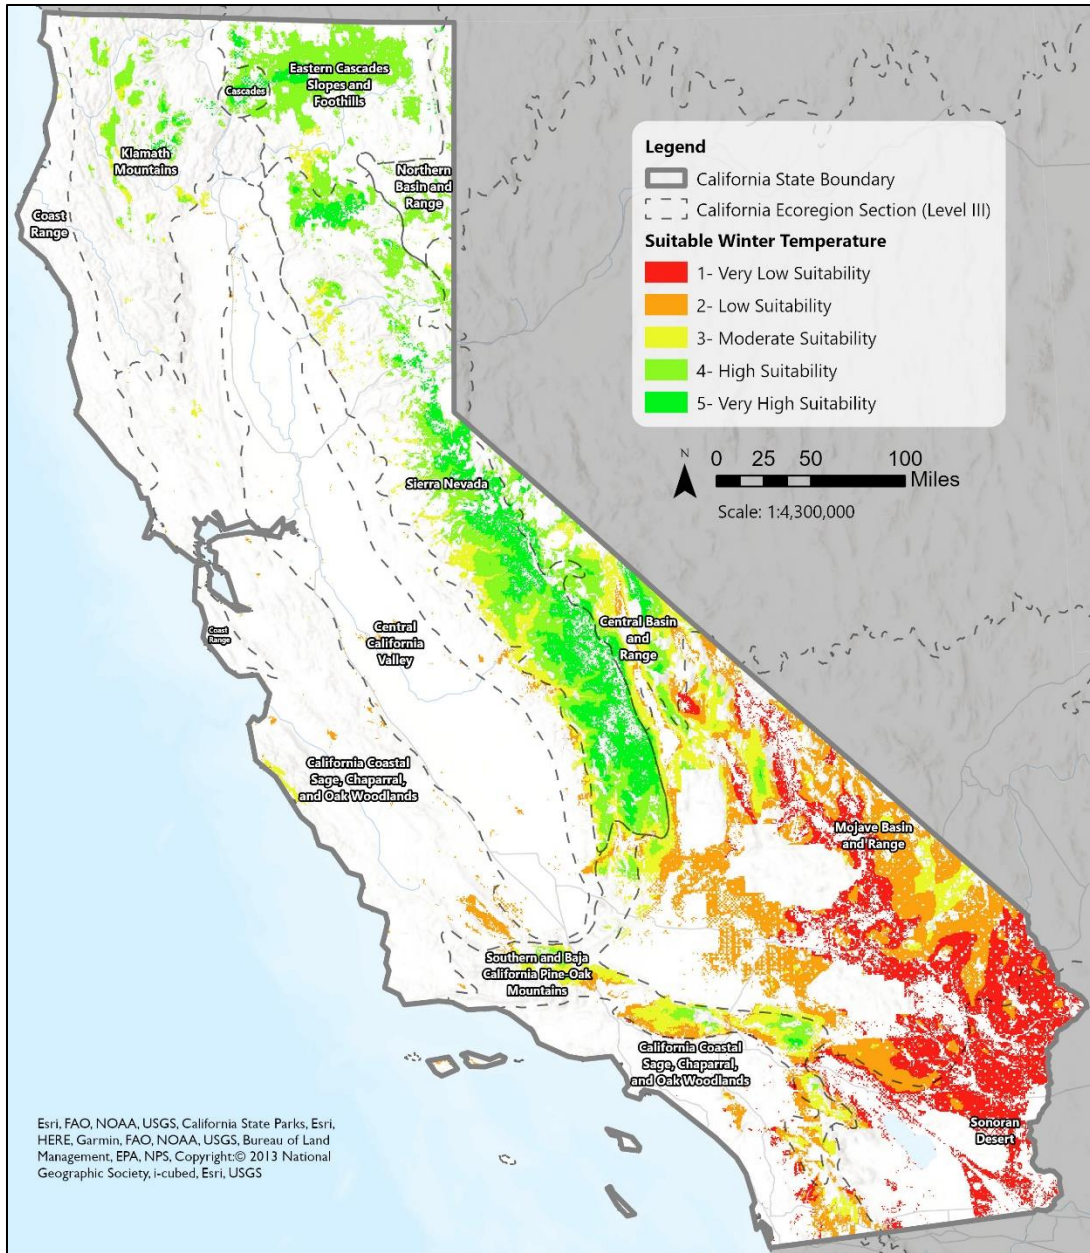 Eastern Cascades
Slopes and
Foothills
Cascades
Klamath
Mountains
Northern
Basin and
Range
Coast
Range
Legend
California State Boundary
California Ecoregion Section (Level III)
Suitable Winter Temperature
1- Very Low Suitability
2- Low Suitability
3- Moderate Suitability
4- High Suitability
5- Very High Suitability
N
0 25 50 100
Miles
Scale: 1:4,300,000
Sierra Nevada
Central Basin
and
Range
Coast
Range
Central
California
Valley
California Coastal
Sage, Chaparral,
and Oak Woodlands
Mojave Basin
and Range
Southern and Baja
California Pine-Oak
Mountains
California Coastal
Sage, Chaparral,
and Oak Woodlands
Sonoran
Desert
Esri, FAO, NOAA, USGS, California State Parks, Esri,
HERE, Garmin, FAO, NOAA, USGS, Bureau of Land
Management, EPA, NPS, Copyright:© 2013 National
Geographic Society, i-cubed, Esri, USGS